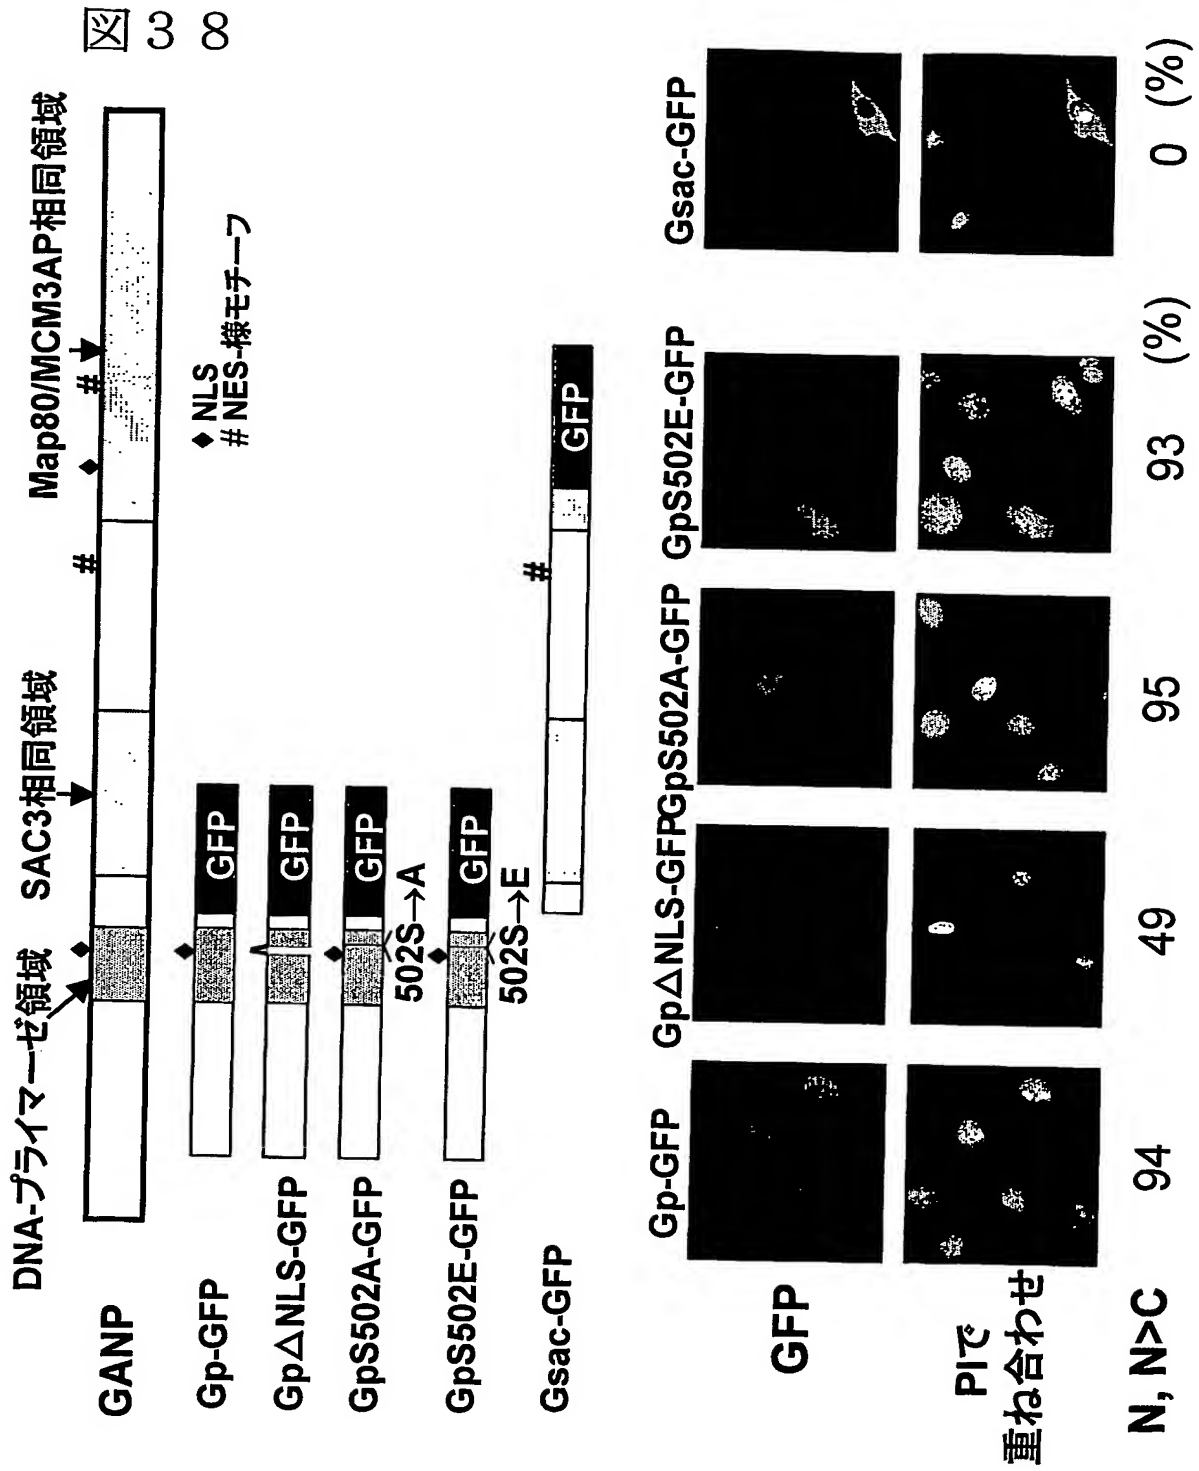 図38
DNA-プライマーゼ領域
SAC3相同領域
Map80/MCM3AP相同領域
GANP
◆
#
◆
#
◆ NLS
# NES-様モチーフ
Gp-GFP
◆
GFP
GpΔNLS-GFP
GFP
GpS502A-GFP
◆
GFP
502S→A
GpS502E-GFP
◆
GFP
502S→E
Gsac-GFP
#
GFP
Gp-GFP
GpΔNLS-GFP
GpS502A-GFP
GpS502E-GFP
Gsac-GFP
GFP
PIで
重ね合わせ
N, N>C
94 49 95 93 (%) 0 (%)